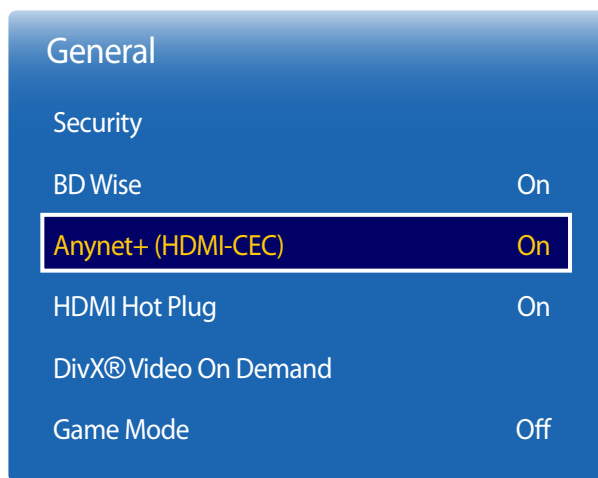 General
Security
BD Wise On
Anynet+ (HDMI-CEC) On
HDMI Hot Plug On
DivX® Video On Demand
Game Mode Off